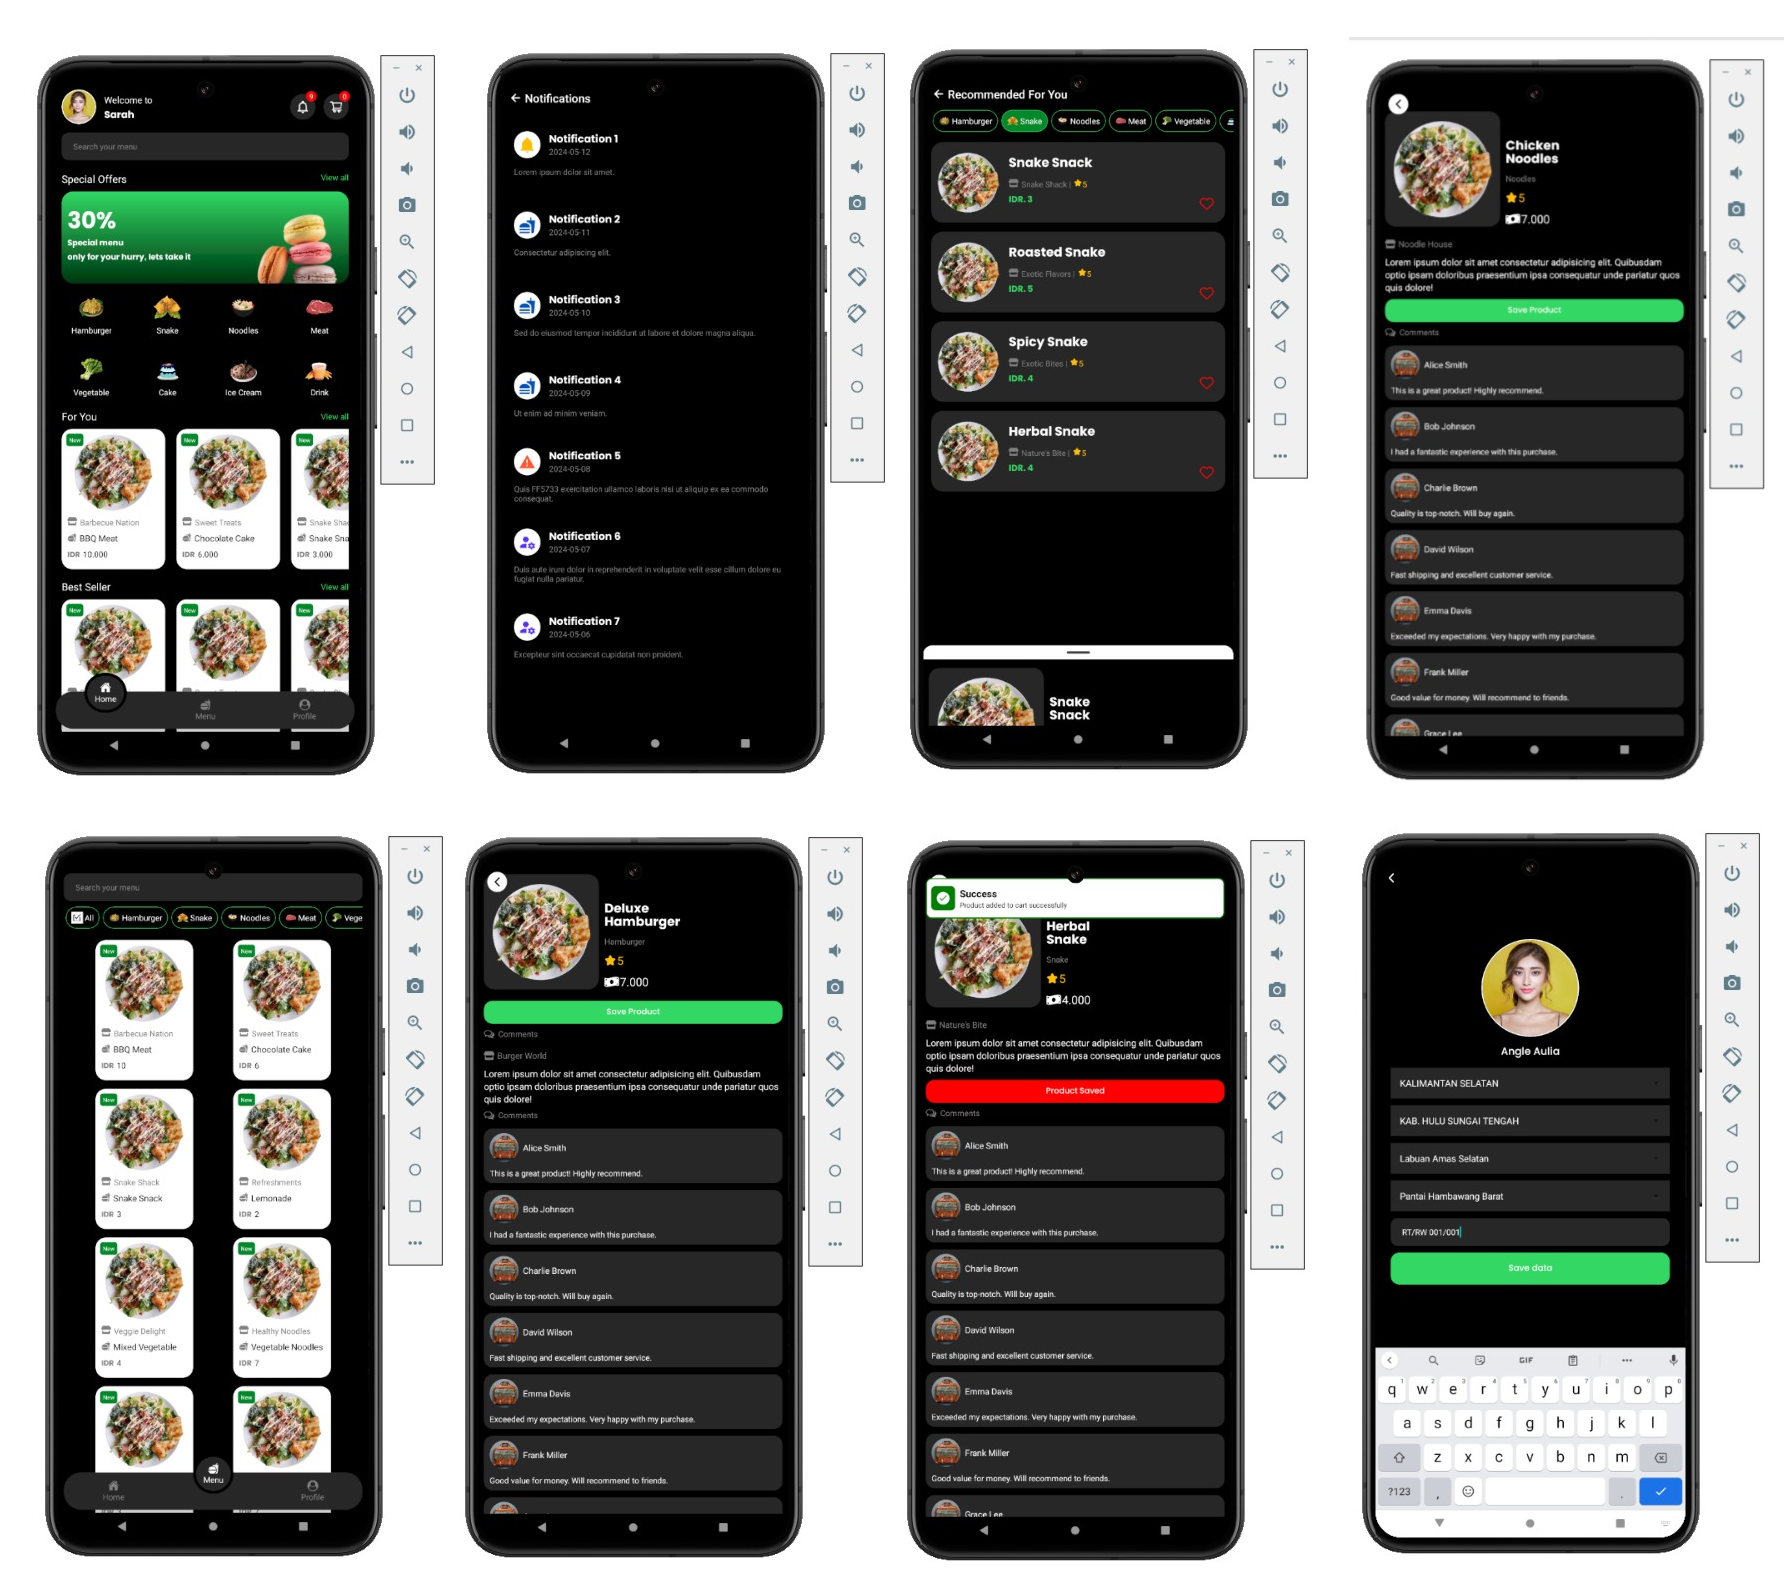 Welcome to
Sarah
9
0
Search your menu
Special Offers
View all
30%
Special menu
only for your hurry, lets take it
Hamburger
Snake
Noodles
Meat
Vegetable
Cake
Ice Cream
Drink
For You
View all
New
New
Barbecue Nation
BBQ Meat
IDR 10.000
Sweet Treats
Chocolate Cake
IDR 6.000
Snake Sha
Snake Sna
IDR 3.000
Best Seller
View all
New
New
Home
Menu
Profile
Notifications
Notification 1
2024-05-12
Lorem ipsum dolor sit amet.
Notification 2
2024-05-11
Consectetur adipiscing elit.
Notification 3
2024-05-10
Sed do eiusmod tempor incididunt ut labore et dolore magna aliqua.
Notification 4
2024-05-09
Ut enim ad minim veniam.
Notification 5
2024-05-08
Quis FF5733 exercitation ullamco laboris nisi ut aliquip ex ea commodo
consequat.
Notification 6
2024-05-07
Duis aute irure dolor in reprehenderit in voluptate velit esse cillum dolore eu
fugiat nulla pariatur.
Notification 7
2024-05-06
Excepteur sint occaecat cupidatat non proident.
Recommended For You
Hamburger
Snake
Noodles
Meat
Vegetable
Snake Snack
Snake Shack | 5
IDR. 3
Roasted Snake
Exotic Flavors | 5
IDR. 5
Spicy Snake
Exotic Bites | 5
IDR. 4
Herbal Snake
Nature's Bite | 5
IDR. 4
Snake
Snack
Chicken
Noodles
Noodles
5
7.000
Noodle House
Lorem ipsum dolor sit amet consectetur adipisicing elit. Quibusdam
optio ipsam doloribus praesentium ipsa consequatur unde pariatur quos
quis dolore!
Save Product
Comments
Alice Smith
This is a great product! Highly recommend.
Bob Johnson
I had a fantastic experience with this purchase.
Charlie Brown
Quality is top-notch. Will buy again.
David Wilson
Fast shipping and excellent customer service.
Emma Davis
Exceeded my expectations. Very happy with my purchase.
Frank Miller
Good value for money. Will recommend to friends.
Grace Lee
Search your menu
All
Hamburger
Snake
Noodles
Meat
Vege
New
Barbecue Nation
BBQ Meat
IDR 10
New
Sweet Treats
Chocolate Cake
IDR 6
New
Snake Shack
Snake Snack
IDR 3
New
Refreshments
Lemonade
IDR 2
New
Veggie Delight
Mixed Vegetable
IDR 4
New
Healthy Noodles
Vegetable Noodles
IDR 7
New
New
Home
Menu
Profile
Deluxe
Hamburger
Hamburger
5
7.000
Save Product
Comments
Burger World
Lorem ipsum dolor sit amet consectetur adipisicing elit. Quibusdam
optio ipsam doloribus praesentium ipsa consequatur unde pariatur quos
quis dolore!
Comments
Alice Smith
This is a great product! Highly recommend.
Bob Johnson
I had a fantastic experience with this purchase.
Charlie Brown
Quality is top-notch. Will buy again.
David Wilson
Fast shipping and excellent customer service.
Emma Davis
Exceeded my expectations. Very happy with my purchase.
Frank Miller
Good value for money. Will recommend to friends.
Success
Product added to cart successfully
Herbal
Snake
Snake
5
4.000
Nature's Bite
Lorem ipsum dolor sit amet consectetur adipisicing elit. Quibusdam
optio ipsam doloribus praesentium ipsa consequatur unde pariatur quos
quis dolore!
Product Saved
Comments
Alice Smith
This is a great product! Highly recommend.
Bob Johnson
I had a fantastic experience with this purchase.
Charlie Brown
Quality is top-notch. Will buy again.
David Wilson
Fast shipping and excellent customer service.
Emma Davis
Exceeded my expectations. Very happy with my purchase.
Frank Miller
Good value for money. Will recommend to friends.
Grace Lee
Angle Aulia
KALIMANTAN SELATAN
KAB. HULU SUNGAI TENGAH
Labuan Amas Selatan
Pantai Hambawang Barat
RT/RW 001/001
Save data
GIF
q1 w2 e3 r4 t5 y6 u7 i8 o9 p0
a s d f g h j k l
z x c v b n m
?123 , .